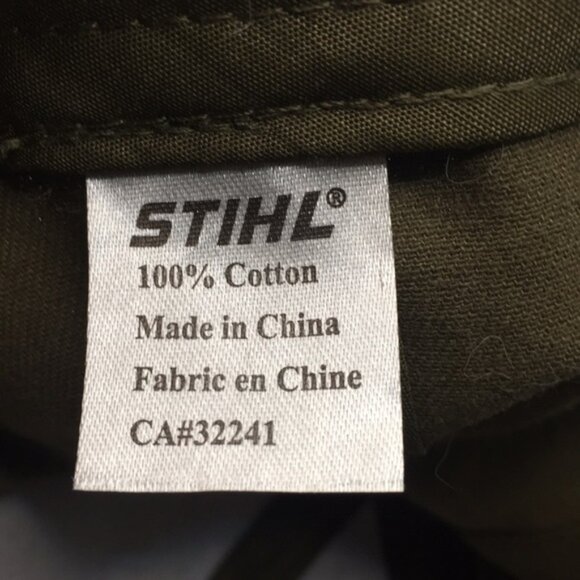 STIHL®
100% Cotton
Made in China
Fabric en Chine
CA#32241